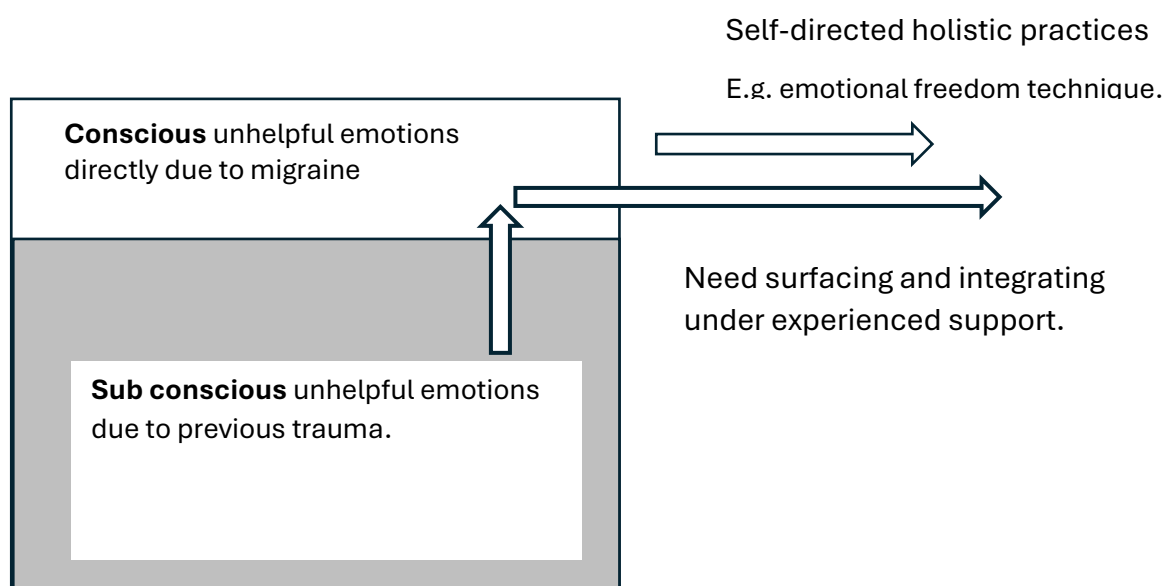 Self-directed holistic practices
E.g. emotional freedom technique.
Conscious unhelpful emotions
directly due to migraine
Need surfacing and integrating
under experienced support.
Sub conscious unhelpful emotions
due to previous trauma.